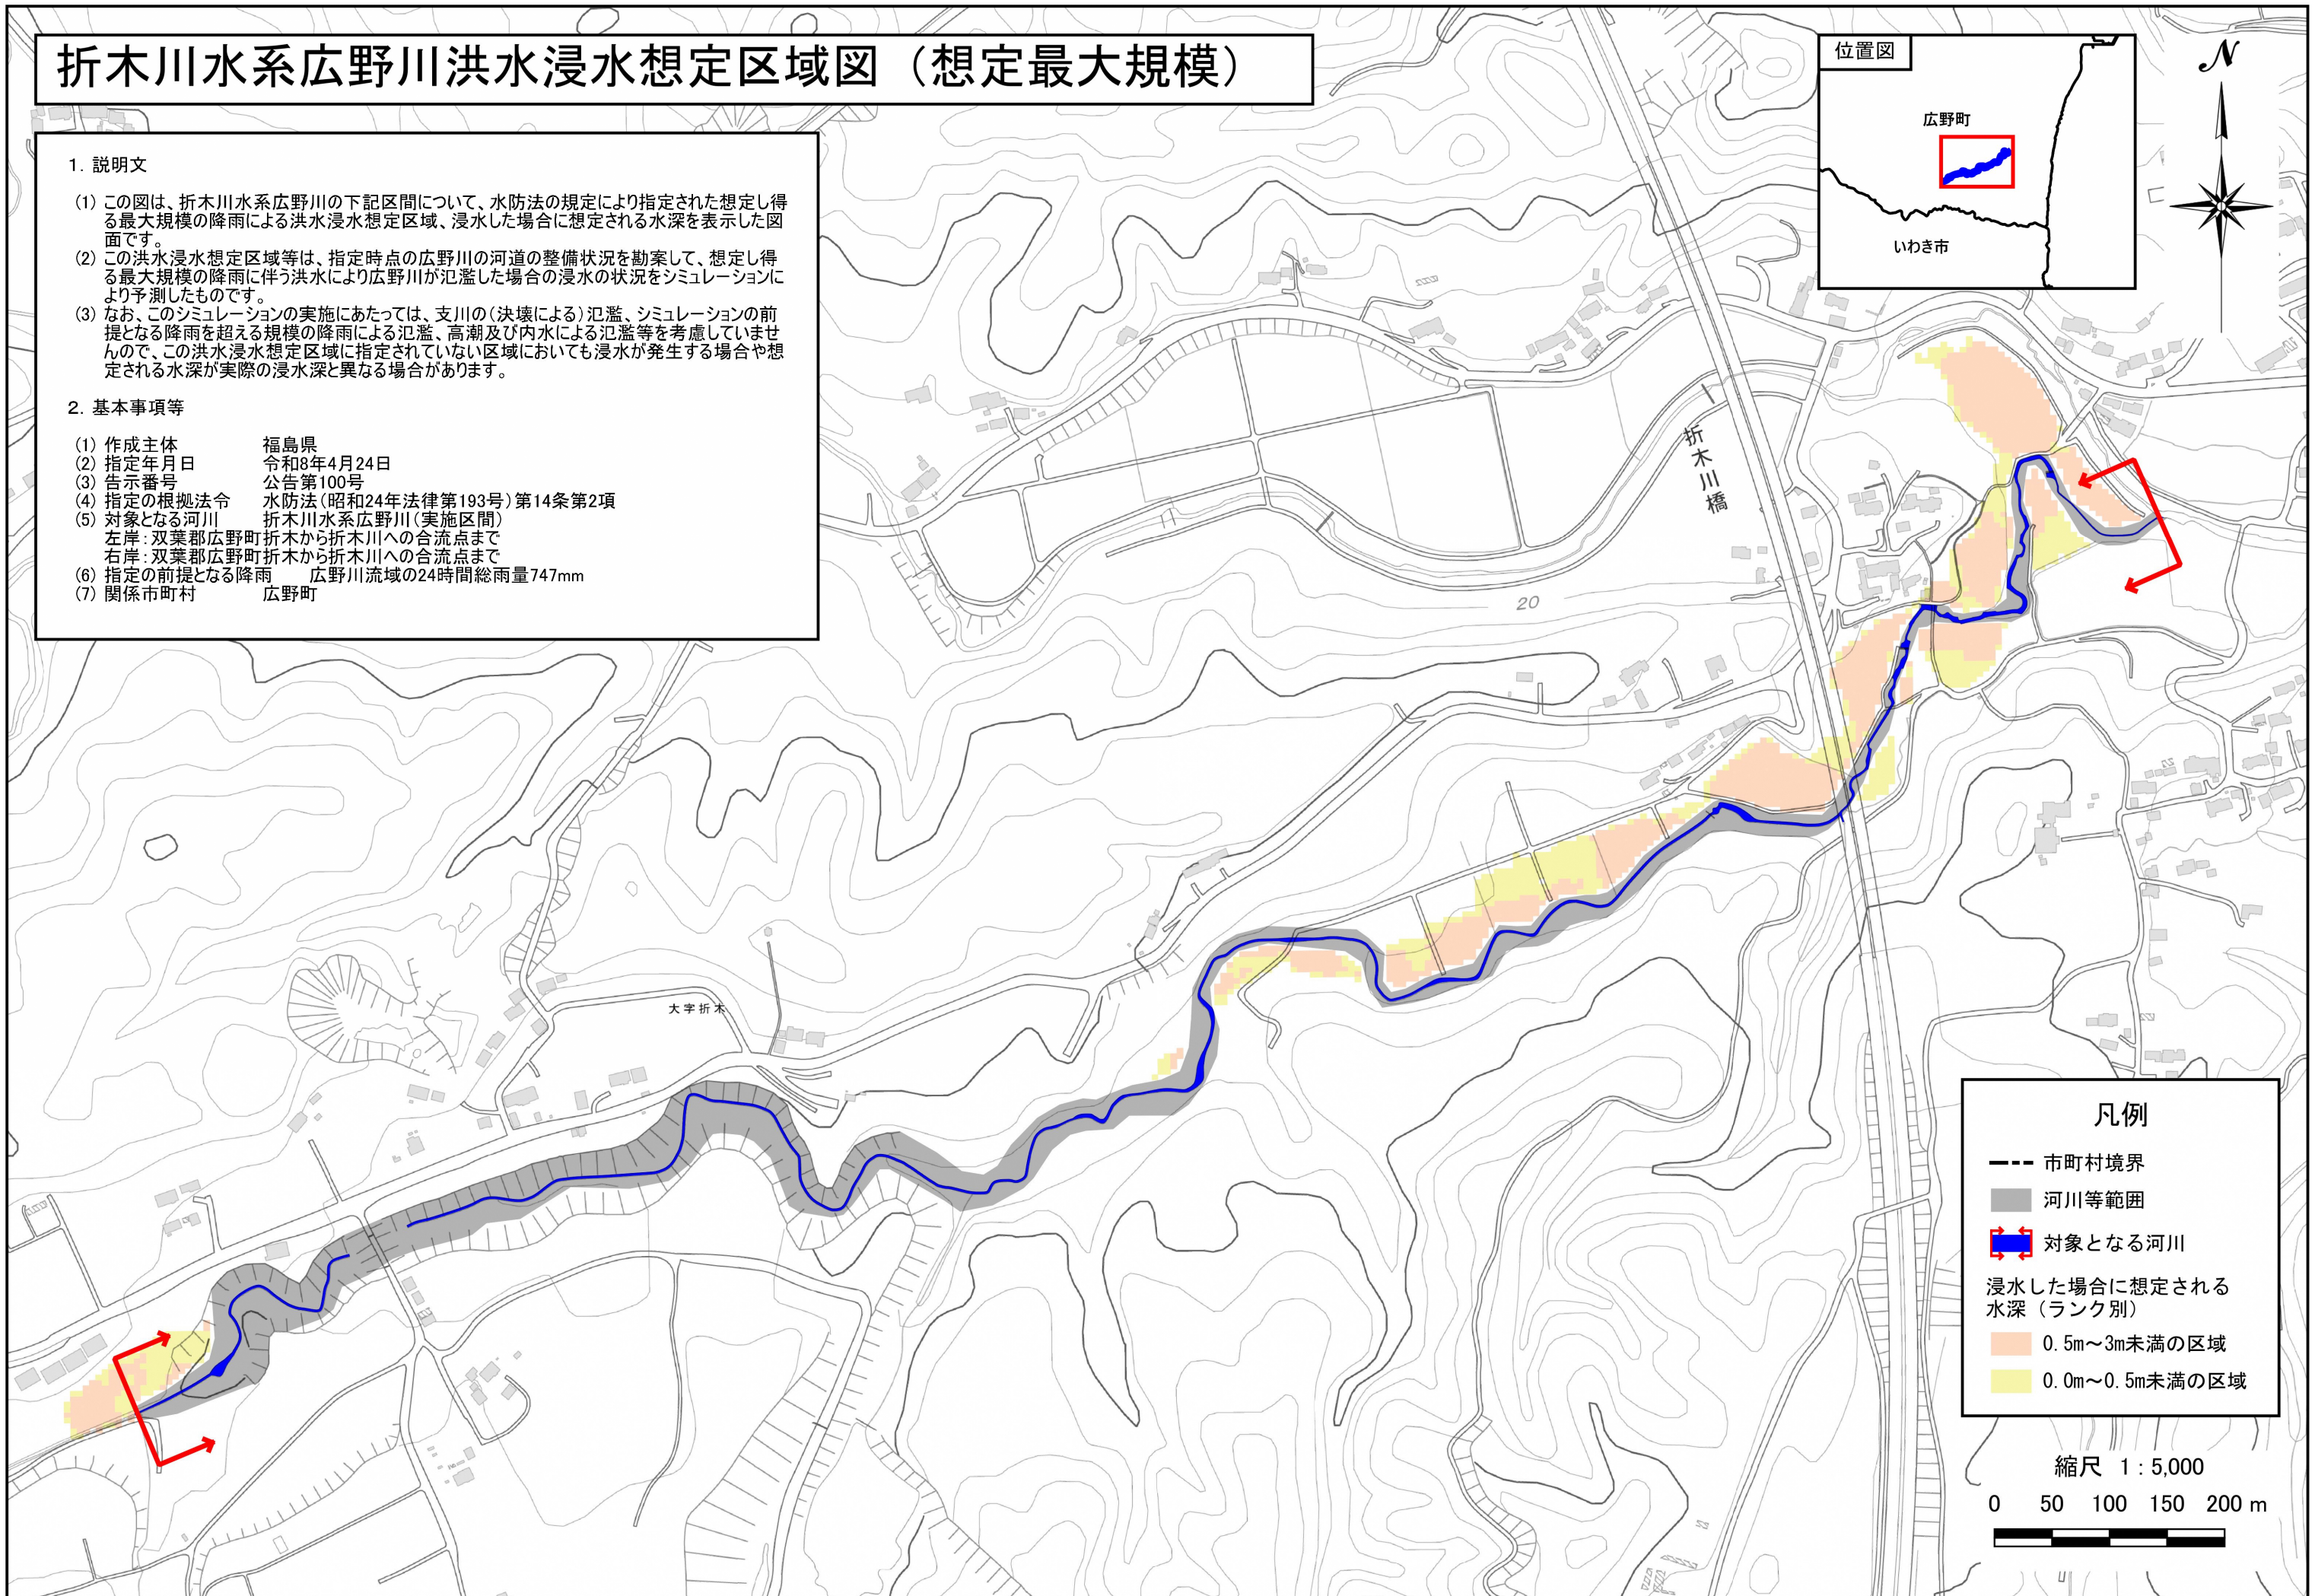 折木川水系広野川洪水浸水想定区域図（想定最大規模）
1. 説明文
(1) この図は、折木川水系広野川の下記区間について、水防法の規定により指定された想定し得
る最大規模の降雨による洪水浸水想定区域、浸水した場合に想定される水深を表示した図
面です。
(2) この洪水浸水想定区域等は、指定時点の広野川の河道の整備状況を勘案して、想定し得
る最大規模の降雨に伴う洪水により広野川が氾濫した場合の浸水の状況をシミュレーションに
より予測したものです。
(3) なお、このシミュレーションの実施にあたっては、支川の（決壊による）氾濫、シミュレーションの前
提となる降雨を超える規模の降雨による氾濫、高潮及び内水による氾濫等を考慮していませ
んので、この洪水浸水想定区域に指定されていない区域においても浸水が発生する場合や想
定される水深が実際の浸水深と異なる場合があります。
2. 基本事項等
(1) 作成主体 福島県
(2) 指定年月日 令和8年4月24日
(3) 告示番号 公告第100号
(4) 指定の根拠法令 水防法（昭和24年法律第193号）第14条第2項
(5) 対象となる河川 折木川水系広野川（実施区間）
左岸：双葉郡広野町折木から折木川への合流点まで
右岸：双葉郡広野町折木から折木川への合流点まで
(6) 指定の前提となる降雨 広野川流域の24時間総雨量747mm
(7) 関係市町村 広野町
位置図
広野町
いわき市
N
折木川橋
20
大字折木
凡例
市町村境界
河川等範囲
対象となる河川
浸水した場合に想定される
水深（ランク別）
0.5m～3m未満の区域
0.0m～0.5m未満の区域
縮尺 1：5,000
0 50 100 150 200 m